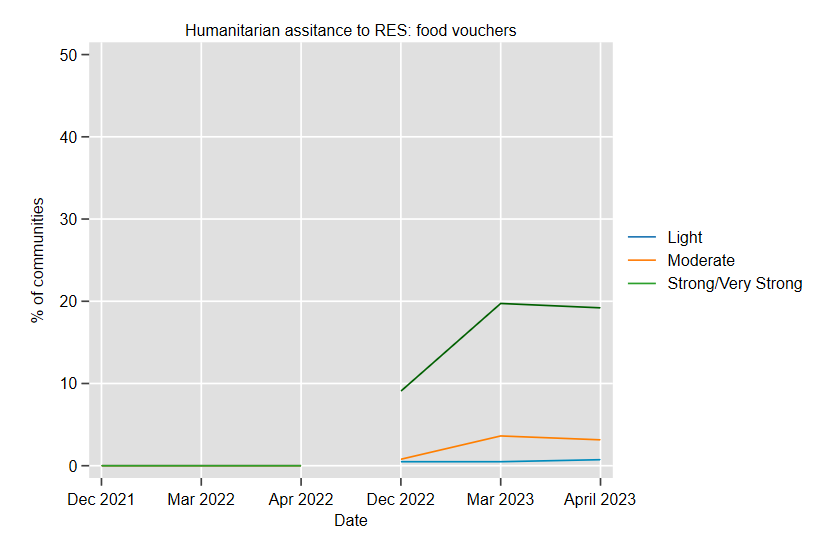 Humanitarian assitance to RES: food vouchers
50
40
30
20
10
0
% of communities
Dec 2021 Mar 2022 Apr 2022 Dec 2022 Mar 2023 April 2023
Date
Light
Moderate
Strong/Very Strong